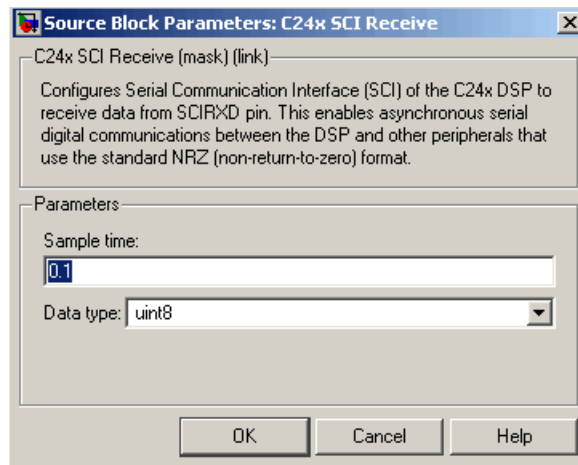 Source Block Parameters: C24x SCI Receive
C24x SCI Receive (mask) (link)
Configures Serial Communication Interface (SCI) of the C24x DSP to
receive data from SCIRXD pin. This enables asynchronous serial
digital communications between the DSP and other peripherals that
use the standard NRZ (non-return-to-zero) format.
Parameters
Sample time:
0.1
Data type: uint8
OK Cancel Help